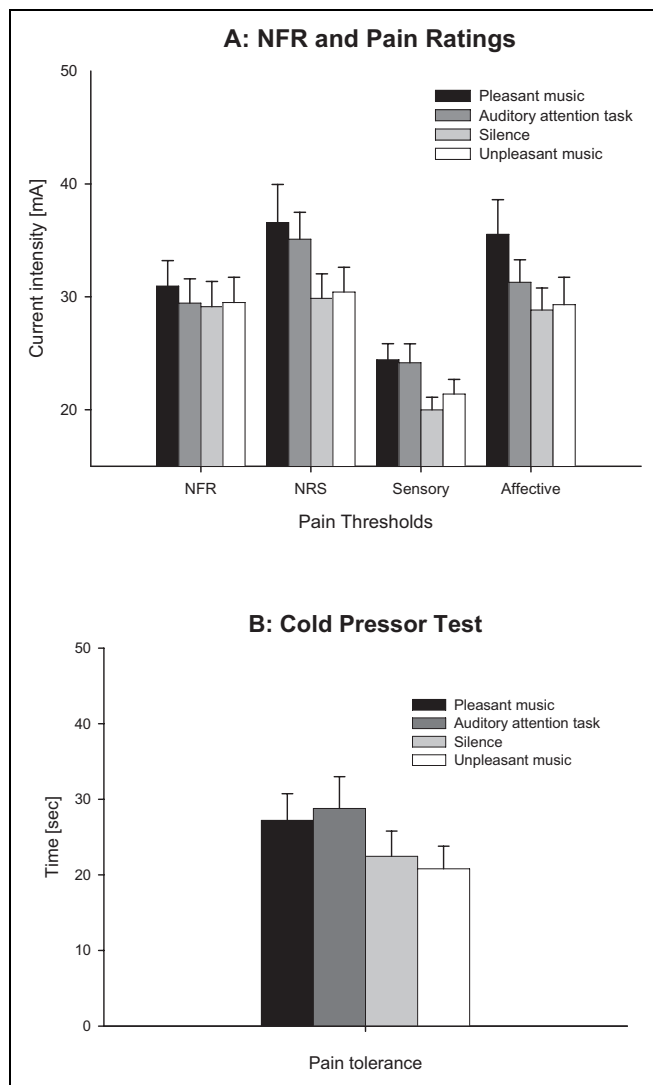 A: NFR and Pain Ratings
50
40
30
20
Current intensity [mA]
Pleasant music
Auditory attention task
Silence
Unpleasant music
NFR NRS Sensory Affective
Pain Thresholds
B: Cold Pressor Test
50
40
30
20
10
0
Time [sec]
Pleasant music
Auditory attention task
Silence
Unpleasant music
Pain tolerance